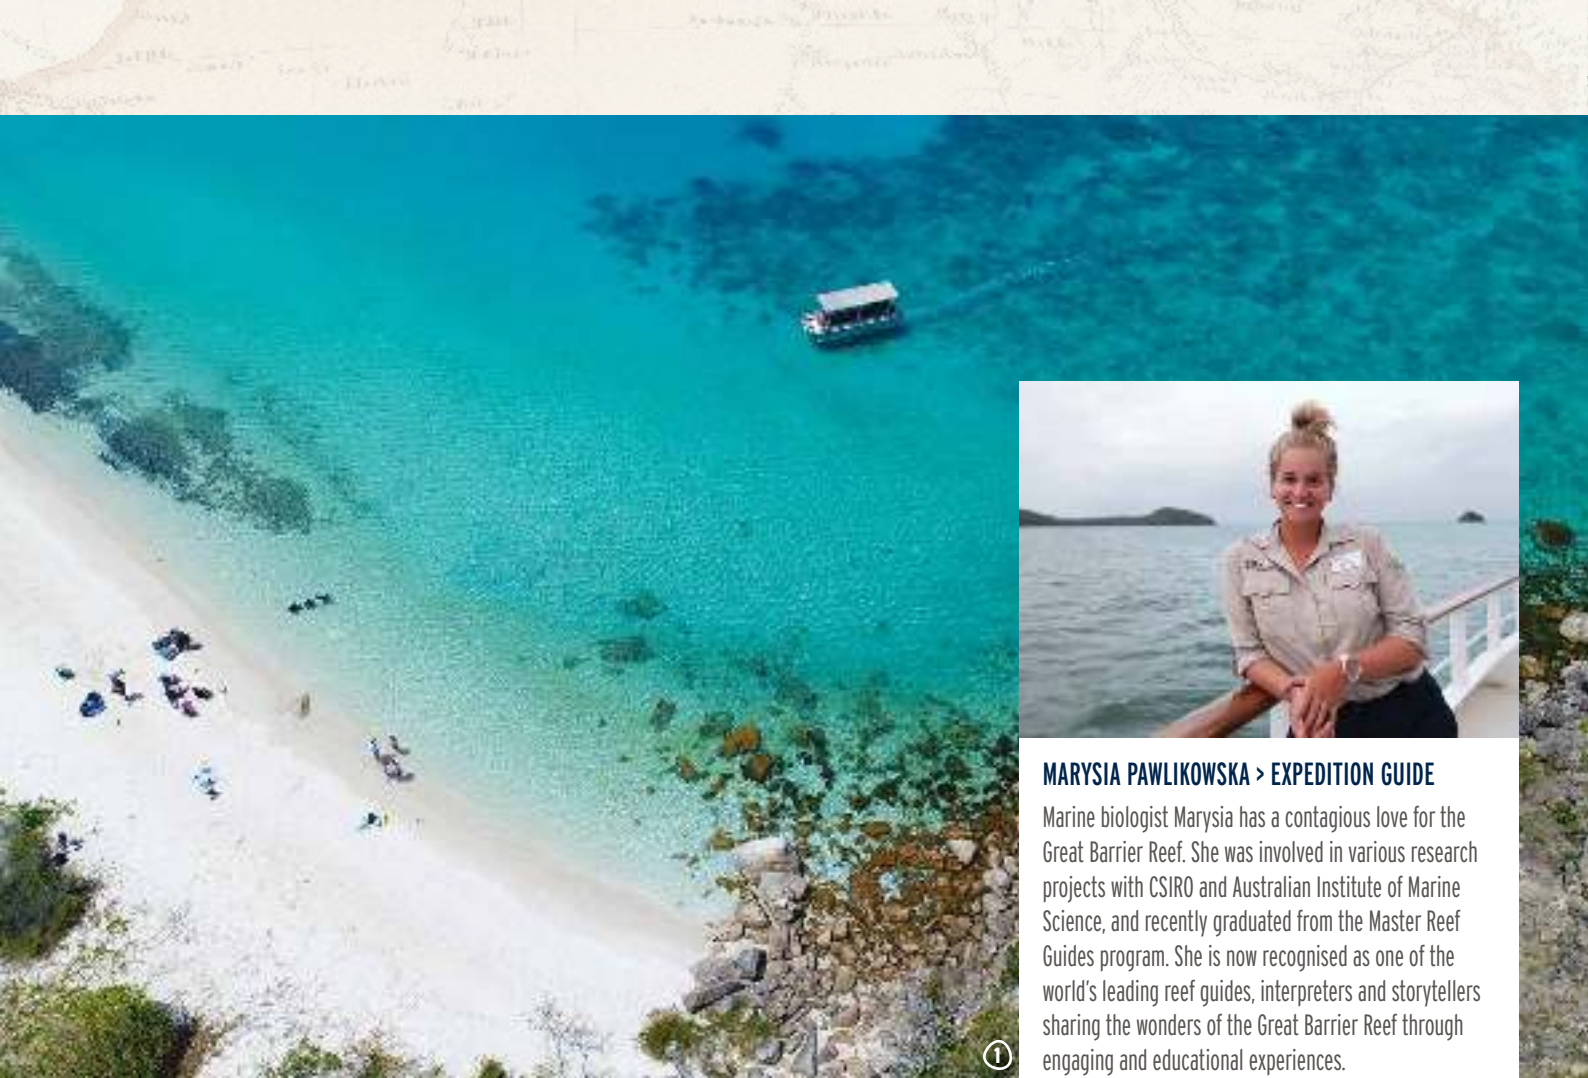 MARYSIA PAWLIKOWSKA > EXPEDITION GUIDE
Marine biologist Marysia has a contagious love for the
Great Barrier Reef. She was involved in various research
projects with CSIRO and Australian Institute of Marine
Science, and recently graduated from the Master Reef
Guides program. She is now recognised as one of the
world's leading reef guides, interpreters and storytellers
sharing the wonders of the Great Barrier Reef through
engaging and educational experiences.
1